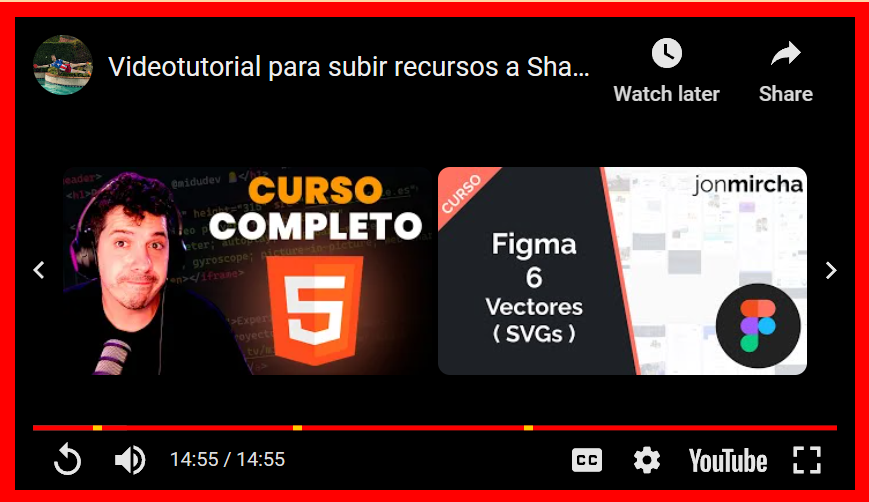 Videotutorial para subir recursos a Sha...
Watch later
Share
@midudev
CURSO
COMPLETO
5
CURSO
jonmircha
Figma
6
Vectores
( SVGs )
14:55 / 14:55
CC
YouTube